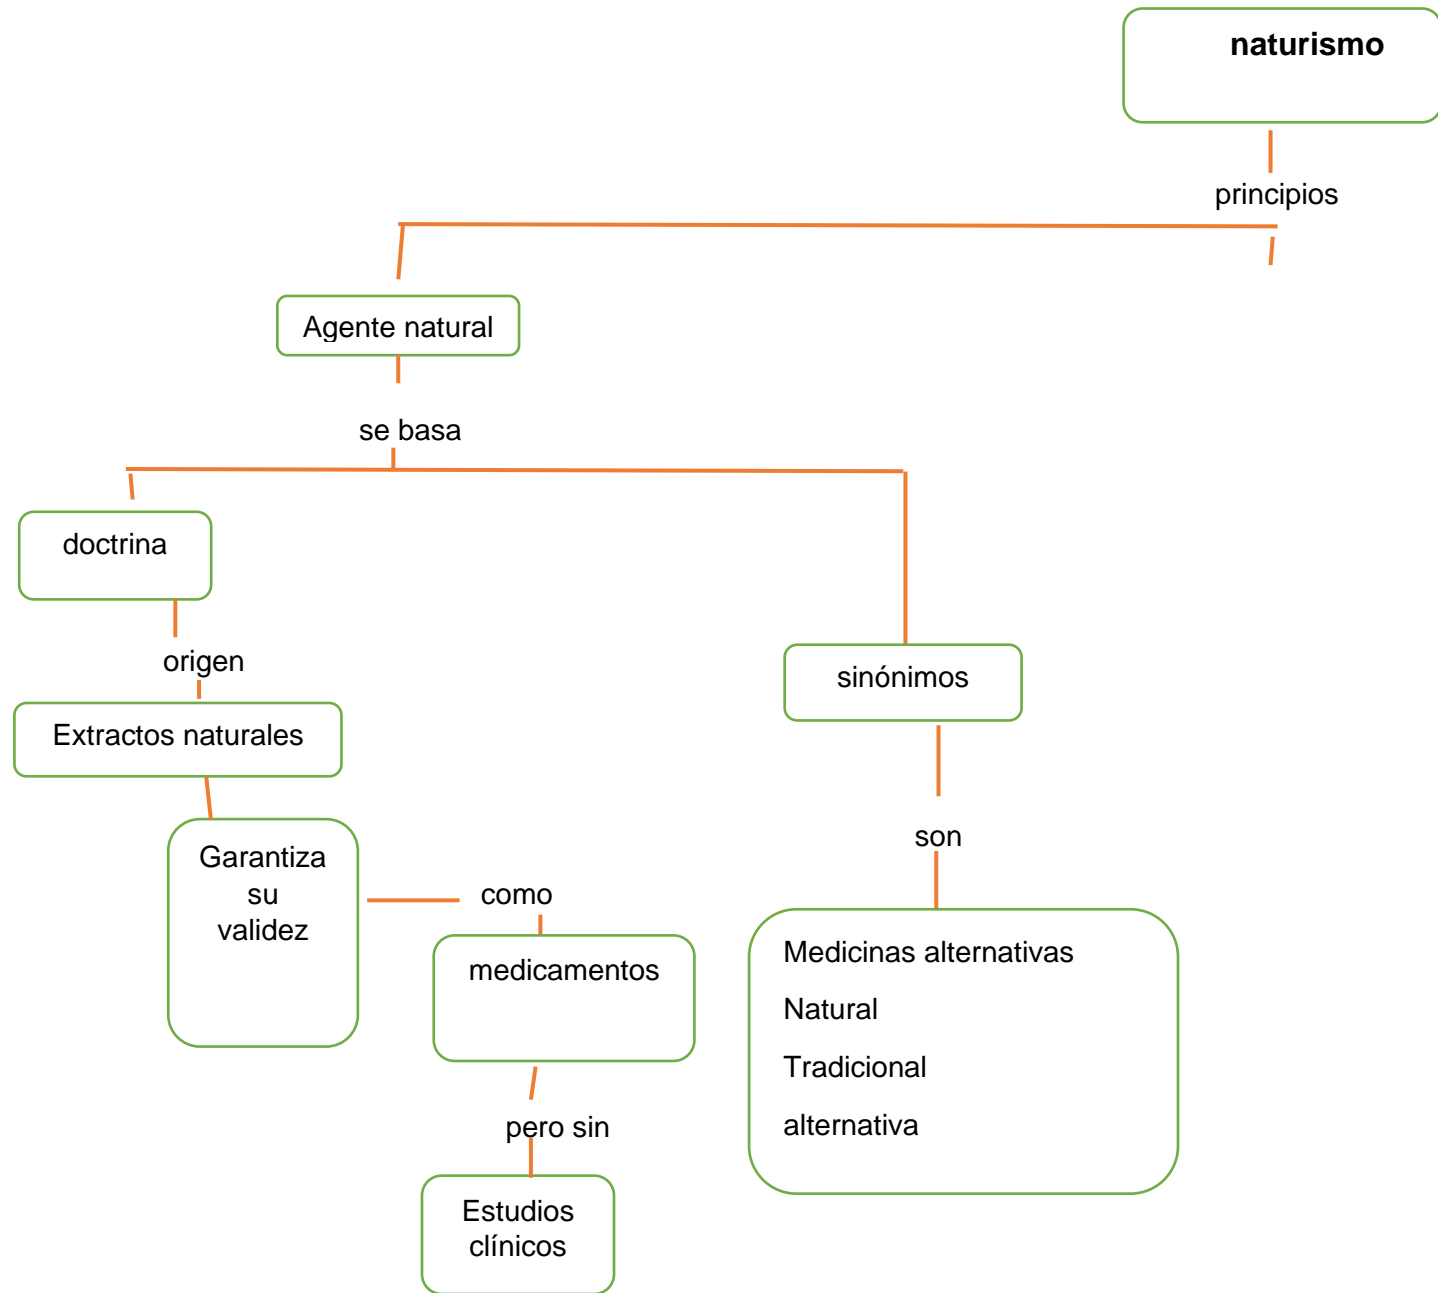 naturismo
principios
Agente natural
se basa
doctrina
origen
sinónimos
Extractos naturales
Garantiza
su
validez
como
son
medicamentos
Medicinas alternativas
Natural
Tradicional
alternativa
pero sin
Estudios
clínicos